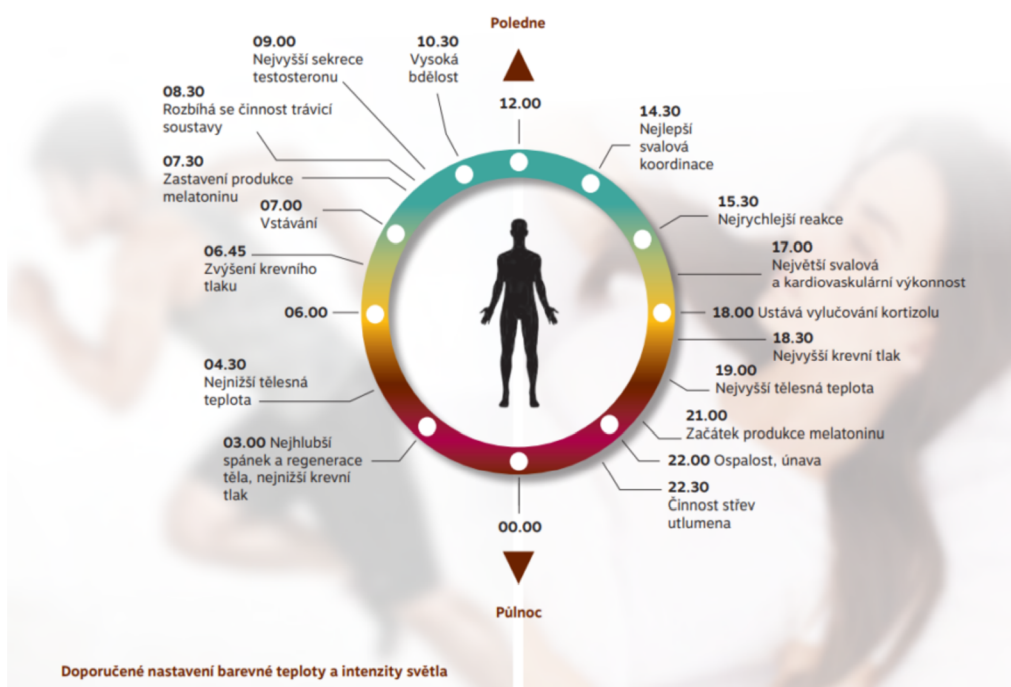 Poledne
09.00
Nejvyšší sekrece
testosteronu
10.30
Vysoká
bdělost
08.30
Rozbíhá se činnost trávicí
soustavy
12.00
14.30
Nejlepší
svalová
koordinace
07.30
Zastavení produkce
melatoninu
07.00
Vstávání
15.30
Nejrychlejší reakce
06.45
Zvýšení krevního
tlaku
17.00
Největší svalová
a kardiovaskulární výkonnost
06.00
18.00 Ustává vylučování kortizolu
18.30
Nejvyšší krevní tlak
04.30
Nejnižší tělesná
teplota
19.00
Nejvyšší tělesná teplota
21.00
Začátek produkce melatoninu
03.00 Nejhlubší
spánek a regenerace
těla, nejnižší krevní
tlak
22.00 Ospalost, únava
22.30
Činnost střev
utlumena
00.00
Půlnoc
Doporučené nastavení barevné teploty a intenzity světla